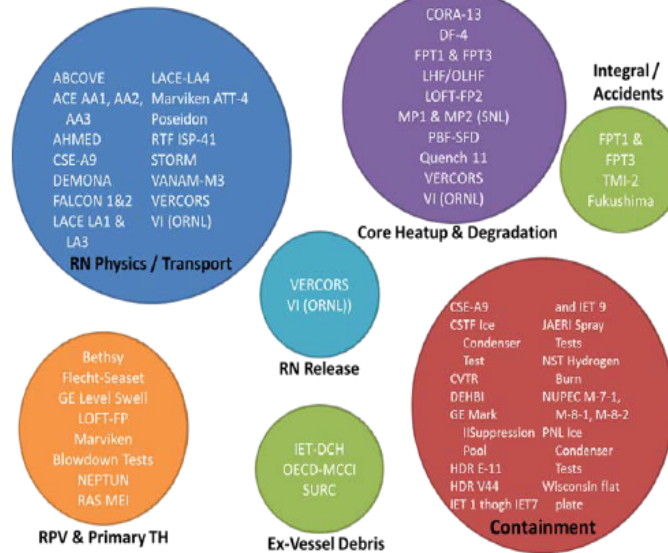 ABCOVE
ACE AA1, AA2,
AA3
AHMED
CSE-A9
DEMONA
FALCON 1&2
LACE LA1 &
LA3
LACE-LA4
Marviken ATT-4
Poseidon
RTF ISP-41
STORM
VANAM-M3
VERCORS
VI (ORNL)
RN Physics / Transport
CORA-13
DF-4
FPT1 & FPT3
LHF/OLHF
LOFT-FP2
MP1 & MP2 (SNL)
PBF-SFD
Quench 11
VERCORS
VI (ORNL)
Core Heatup & Degradation
Integral /
Accidents
FPT1 &
FPT3
TMI-2
Fukushima
VERCORS
VI (ORNL))
RN Release
Bethsy
Flecht-Seaset
GE Level Swell
LOFT-FP
Marviken
Blowdown Tests
NEPTUN
RAS MEI
RPV & Primary TH
IET-DCH
OECD-MCCI
SURC
Ex-Vessel Debris
CSE-A9
CSTF Ice
Condenser
Test
CVTR
DEHBI
GE Mark
IISuppression
Pool
HDR E-11
HDR V44
IET 1 thogh IET7
and IET 9
JAERI Spray
Tests
NST Hydrogen
Burn
NUPEC M-7-1,
M-8-1, M-8-2
PNL Ice
Condenser
Tests
Wisconsin flat
plate
Containment